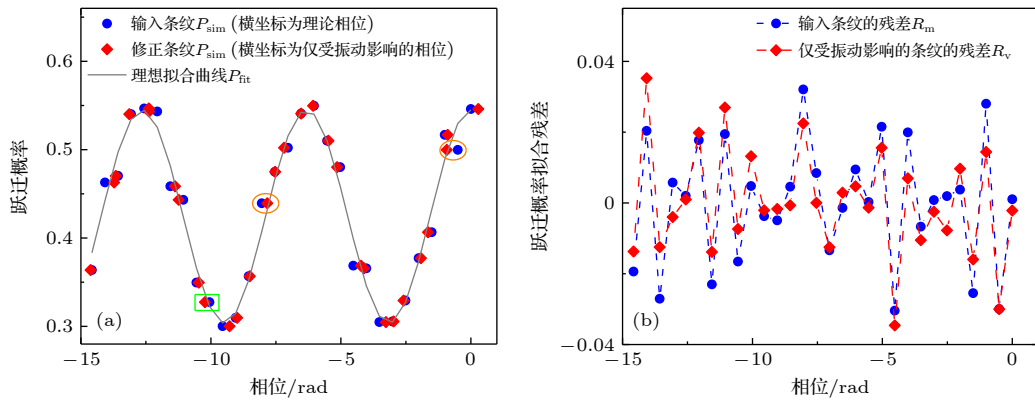 输入条纹Psim (横坐标为理论相位)
修正条纹Psim (横坐标为仅受振动影响的相位)
理想拟合曲线Pfit
0.6
0.5
0.4
0.3
跃迁概率
(a)
−15
−10
−5
0
相位/rad
输入条纹的残差Rm
仅受振动影响的条纹的残差Rv
0.04
0
−0.04
跃迁概率拟合残差
(b)
−15
−10
−5
0
相位/rad